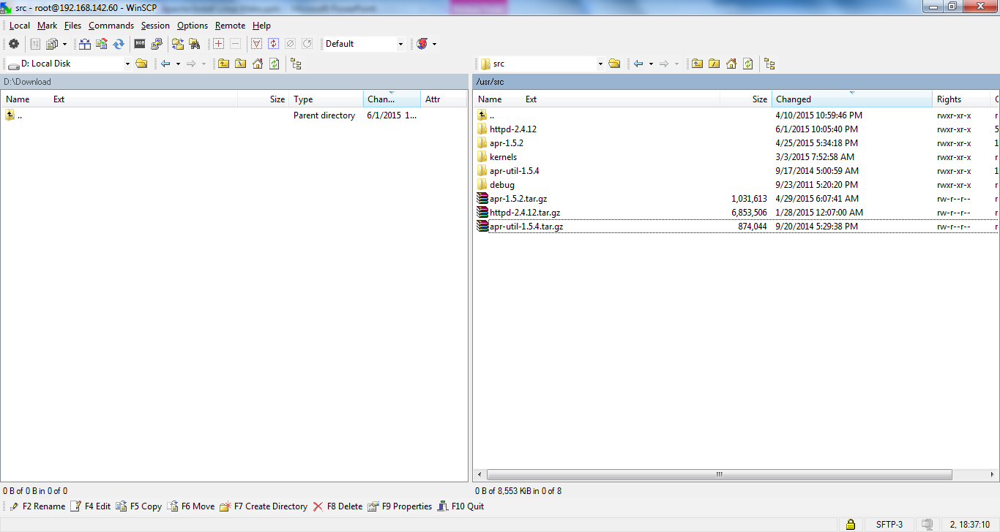 src - root@192.168.142.60 - WinSCP
Local Mark Files Commands Session Options Remote Help
Default
D: Local Disk src
D:\Download /usr/src
Name Ext Size Type Chan... Attr Name Ext Size Changed Rights
.. Parent directory 6/1/2015 1... .. 4/10/2015 10:59:46 PM rwxr-xr-x r
httpd-2.4.12 6/1/2015 10:05:40 PM rwxr-xr-x 5
apr-1.5.2 4/25/2015 5:34:18 PM rwxr-xr-x 1
kernels 3/3/2015 7:52:58 AM rwxr-xr-x r
apr-util-1.5.4 9/17/2014 5:00:59 AM rwxr-xr-x 1
debug 9/23/2011 5:20:20 PM rwxr-xr-x r
apr-1.5.2.tar.gz 1,031,613 4/29/2015 6:07:41 AM rw-r--r-- r
httpd-2.4.12.tar.gz 6,853,506 1/28/2015 12:07:00 AM rw-r--r-- r
apr-util-1.5.4.tar.gz 874,044 9/20/2014 5:29:38 PM rw-r--r-- r
0 B of 0 B in 0 of 0 0 B of 8,553 KiB in 0 of 8
F2 Rename F4 Edit F5 Copy F6 Move F7 Create Directory F8 Delete F9 Properties F10 Quit
SFTP-3 2, 18:37:10